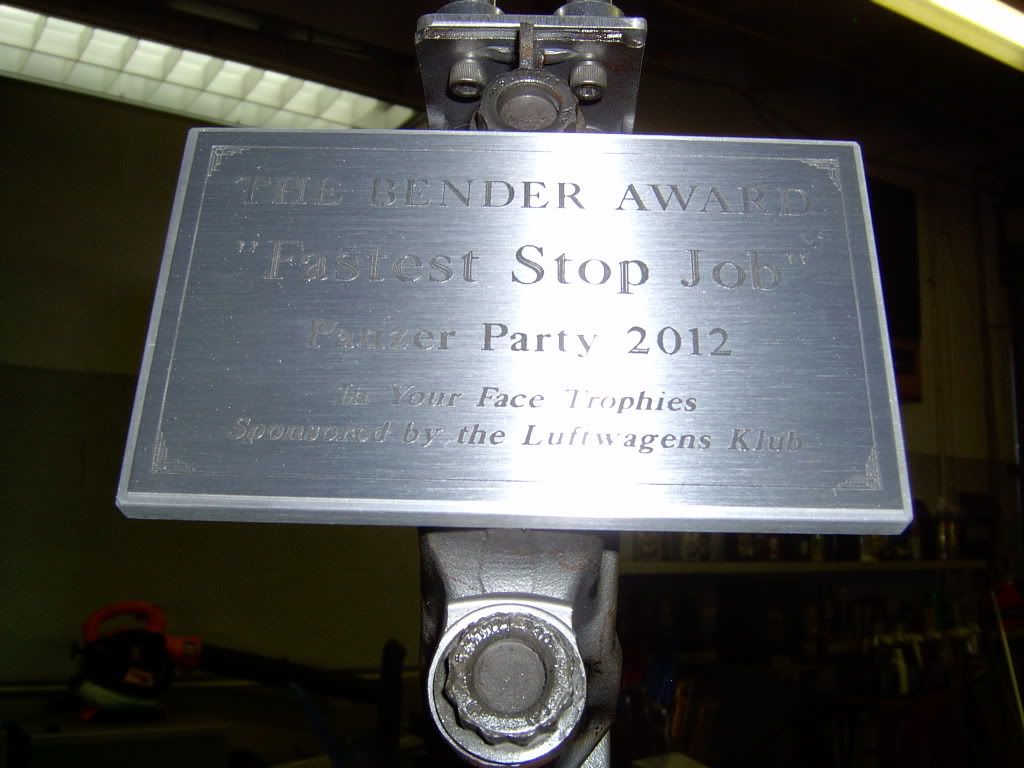 THE BENDER AWARD
"Fastest Stop Job"
Panzer Party 2012
In Your Face Trophies
Sponsored by the Luftwagens Klub